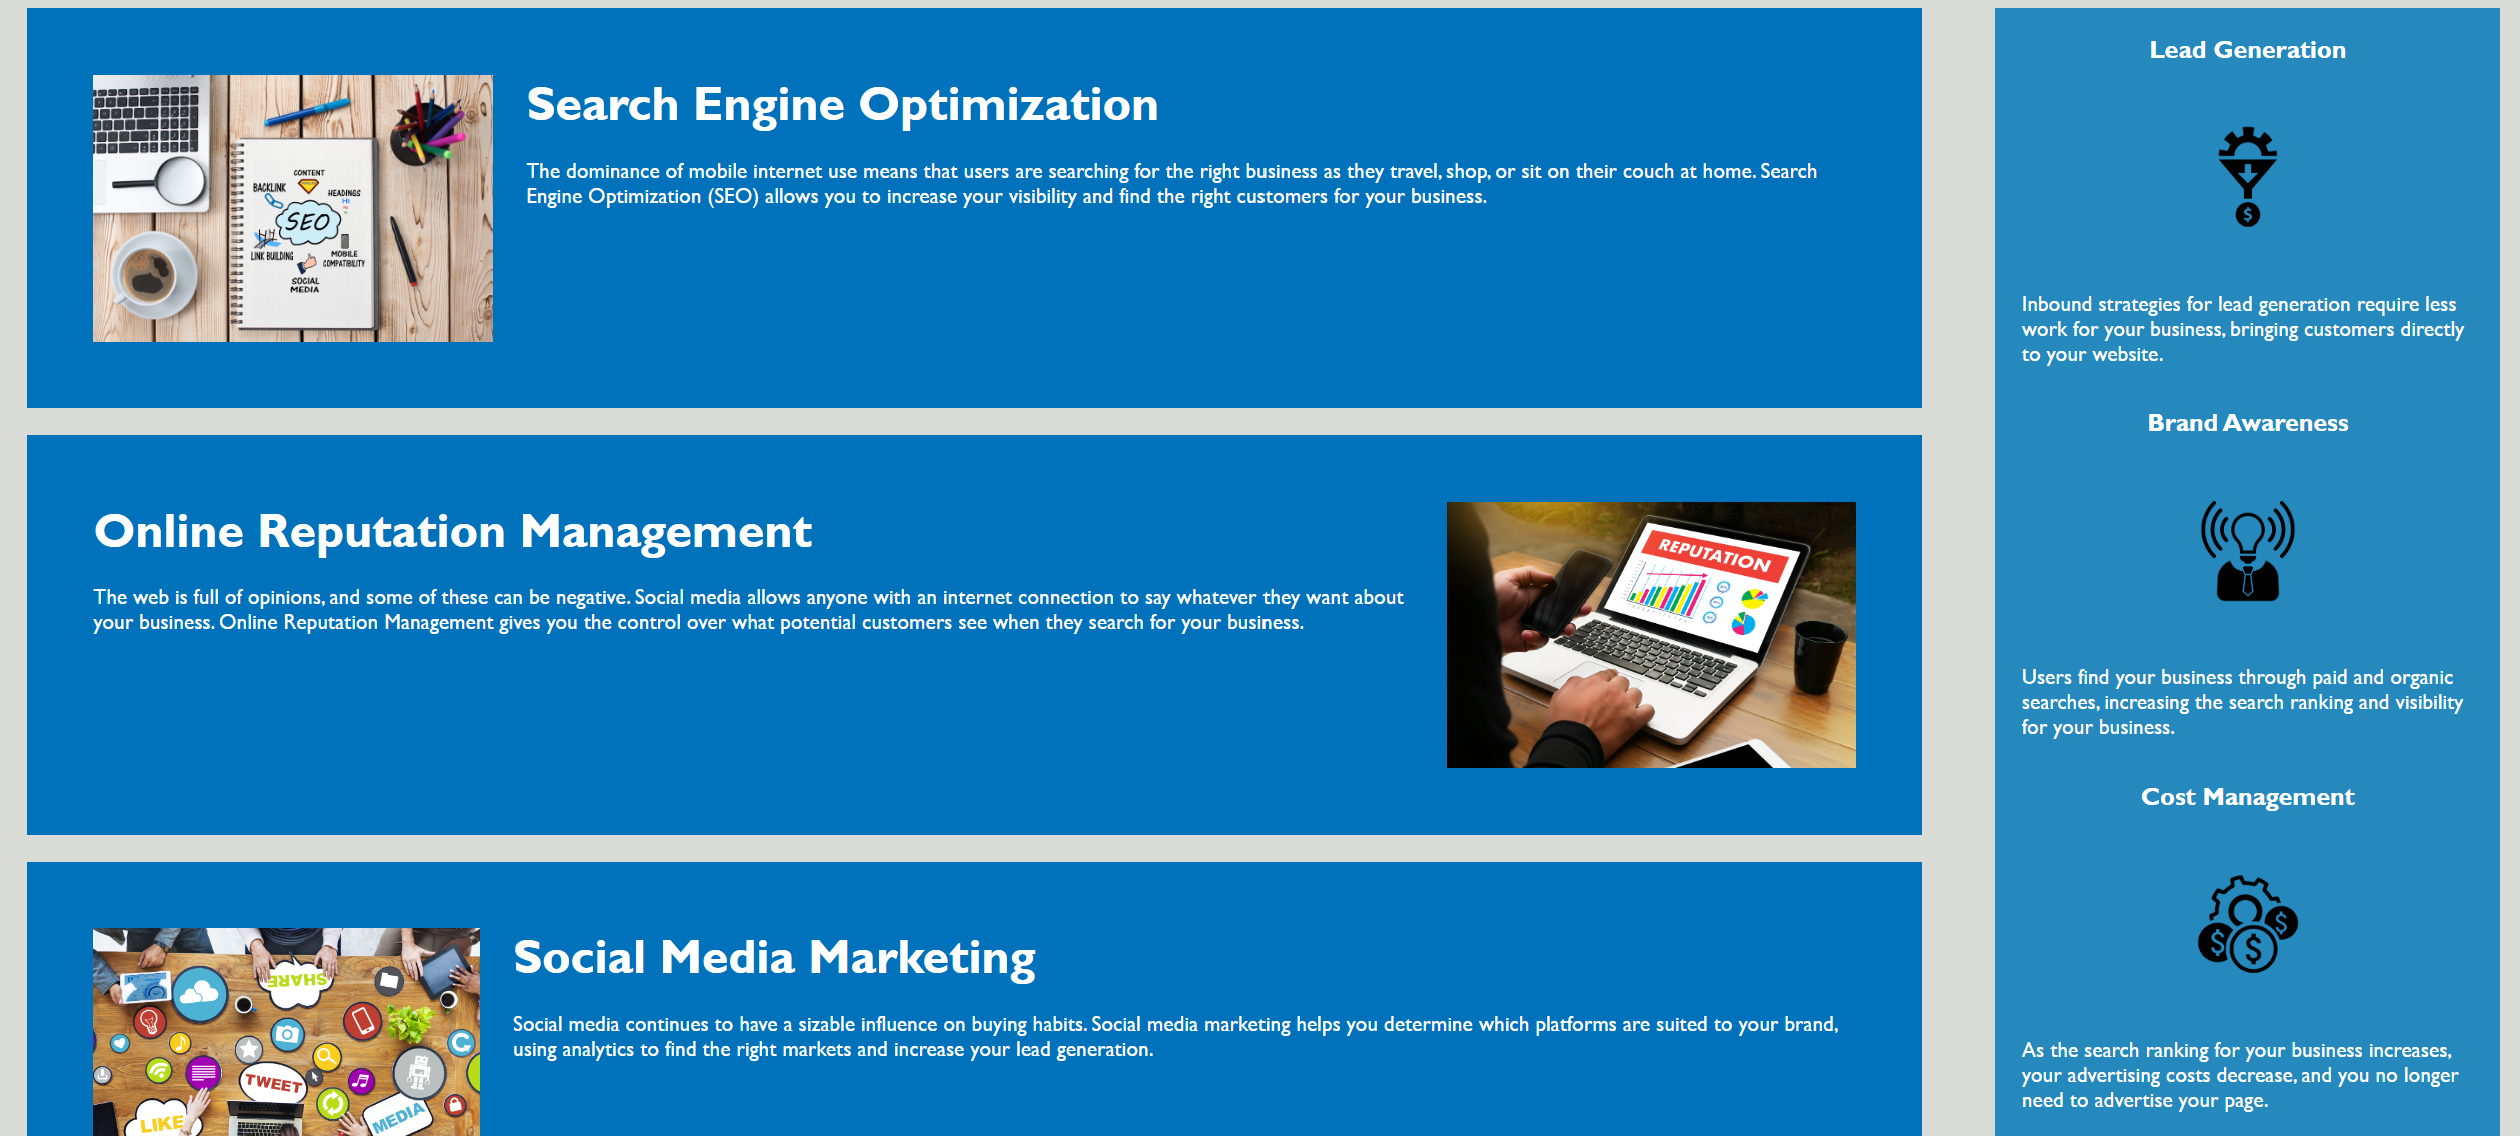 Search Engine Optimization
The dominance of mobile internet use means that users are searching for the right business as they travel, shop, or sit on their couch at home. Search
Engine Optimization (SEO) allows you to increase your visibility and find the right customers for your business.
CONTENT
BACKLINK
HEADINGS
H1
SEO
LINK BUILDING
MOBILE
COMPATIBILITY
SOCIAL
MEDIA
Online Reputation Management
The web is full of opinions, and some of these can be negative. Social media allows anyone with an internet connection to say whatever they want about
your business. Online Reputation Management gives you the control over what potential customers see when they search for your business.
REPUTATION
Social Media Marketing
Social media continues to have a sizable influence on buying habits. Social media marketing helps you determine which platforms are suited to your brand,
using analytics to find the right markets and increase your lead generation.
SHARE
TWEET
LIKE
MEDIA
Lead Generation
$
Inbound strategies for lead generation require less
work for your business, bringing customers directly
to your website.
Brand Awareness
Users find your business through paid and organic
searches, increasing the search ranking and visibility
for your business.
Cost Management
$
$
$
As the search ranking for your business increases,
your advertising costs decrease, and you no longer
need to advertise your page.